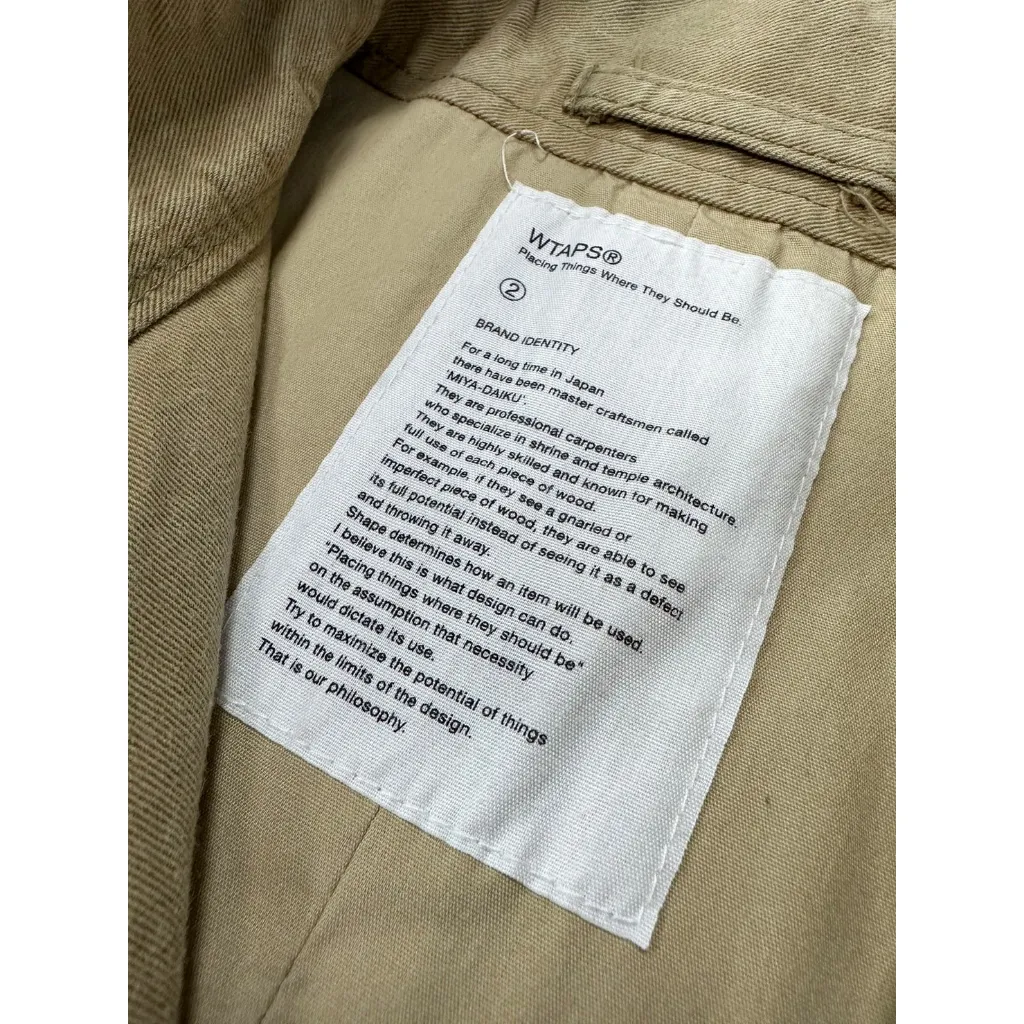 WTAPS®
Placing Things Where They Should Be.
②
BRAND IDENTITY
For a long time in Japan
there have been master craftsmen called
'MIYA-DAIKU'.
They are professional carpenters
who specialize in shrine and temple architecture.
They are highly skilled and known for making
full use of each piece of wood.
For example, if they see a gnarled or
imperfect piece of wood, they are able to see
its full potential instead of seeing it as a defect
and throwing it away.
Shape determines how an item will be used.
I believe this is what design can do.
"Placing things where they should be"
on the assumption that necessity
would dictate its use.
Try to maximize the potential of things
within the limits of the design.
That is our philosophy.